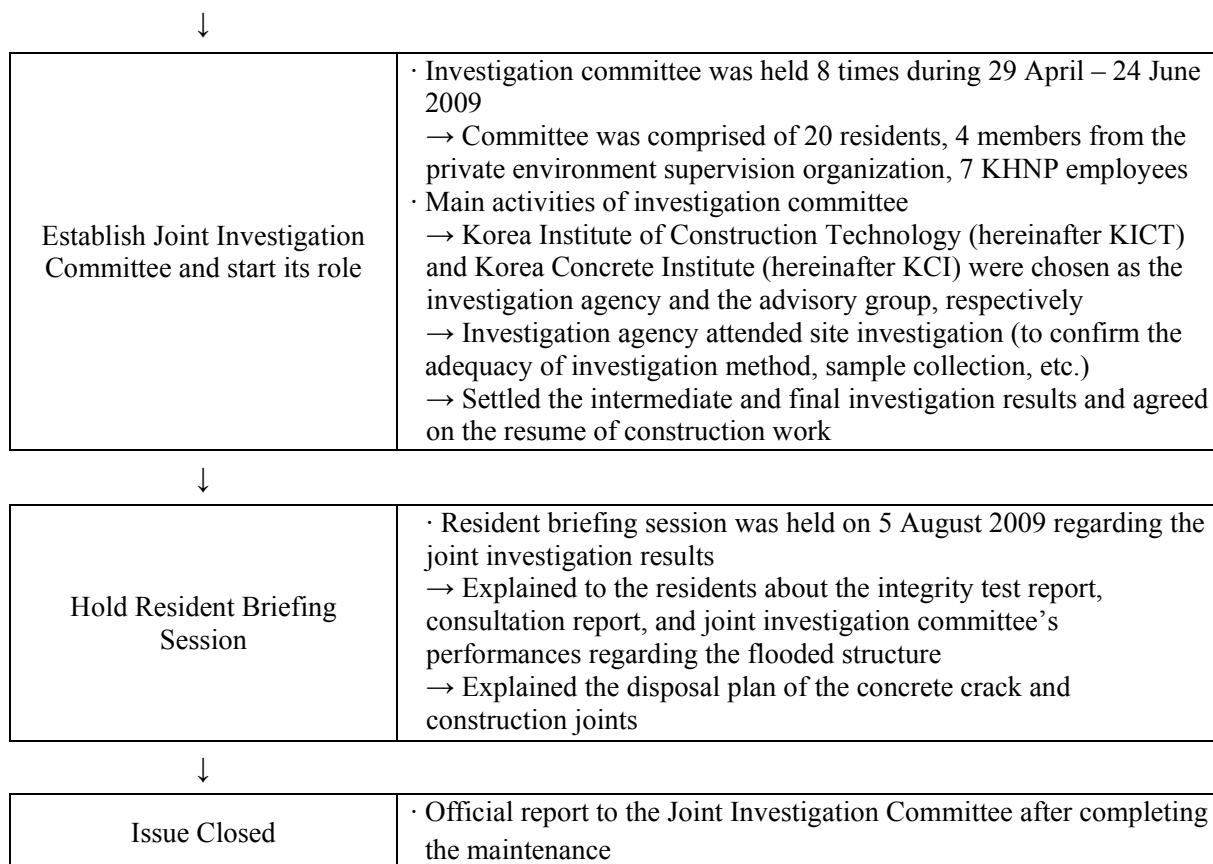 ↓
Establish Joint Investigation
Committee and start its role
· Investigation committee was held 8 times during 29 April – 24 June
2009
→ Committee was comprised of 20 residents, 4 members from the
private environment supervision organization, 7 KHNP employees
· Main activities of investigation committee
→ Korea Institute of Construction Technology (hereinafter KICT)
and Korea Concrete Institute (hereinafter KCI) were chosen as the
investigation agency and the advisory group, respectively
→ Investigation agency attended site investigation (to confirm the
adequacy of investigation method, sample collection, etc.)
→ Settled the intermediate and final investigation results and agreed
on the resume of construction work
↓
Hold Resident Briefing
Session
· Resident briefing session was held on 5 August 2009 regarding the
joint investigation results
→ Explained to the residents about the integrity test report,
consultation report, and joint investigation committee’s
performances regarding the flooded structure
→ Explained the disposal plan of the concrete crack and
construction joints
↓
Issue Closed
· Official report to the Joint Investigation Committee after completing
the maintenance